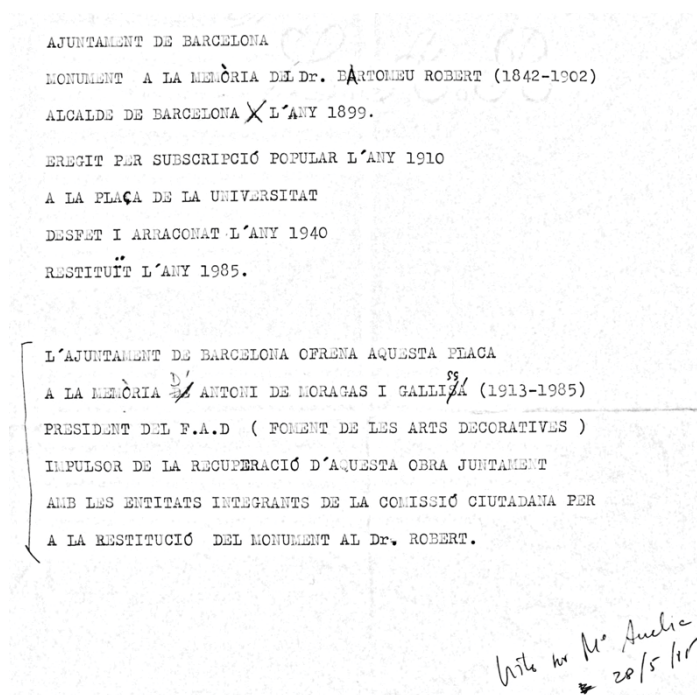 AJUNTAMENT DE BARCELONA
MONUMENT A LA MEMÒRIA DEL Dr. BARTOMEU ROBERT (1842-1902)
ALCALDE DE BARCELONA L´ANY 1899.
EREGIT PER SUBSCRIPCIÓ POPULAR L´ANY 1910
A LA PLAÇA DE LA UNIVERSITAT
DESFET I ARRACONAT L´ANY 1940
RESTITUÏT L´ANY 1985.
L´AJUNTAMENT DE BARCELONA OFRENA AQUESTA PLACA
A LA MEMÒRIA D' ANTONI DE MORAGAS I GALLISSÁ (1913-1985)
PRESIDENT DEL F.A.D ( FOMENT DE LES ARTS DECORATIVES )
IMPULSOR DE LA RECUPERACIÓ D´AQUESTA OBRA JUNTAMENT
AMB LES ENTITATS INTEGRANTS DE LA COMISSIÓ CIUTADANA PER
A LA RESTITUCIÓ DEL MONUMENT AL Dr. ROBERT.
Mª
28/5/